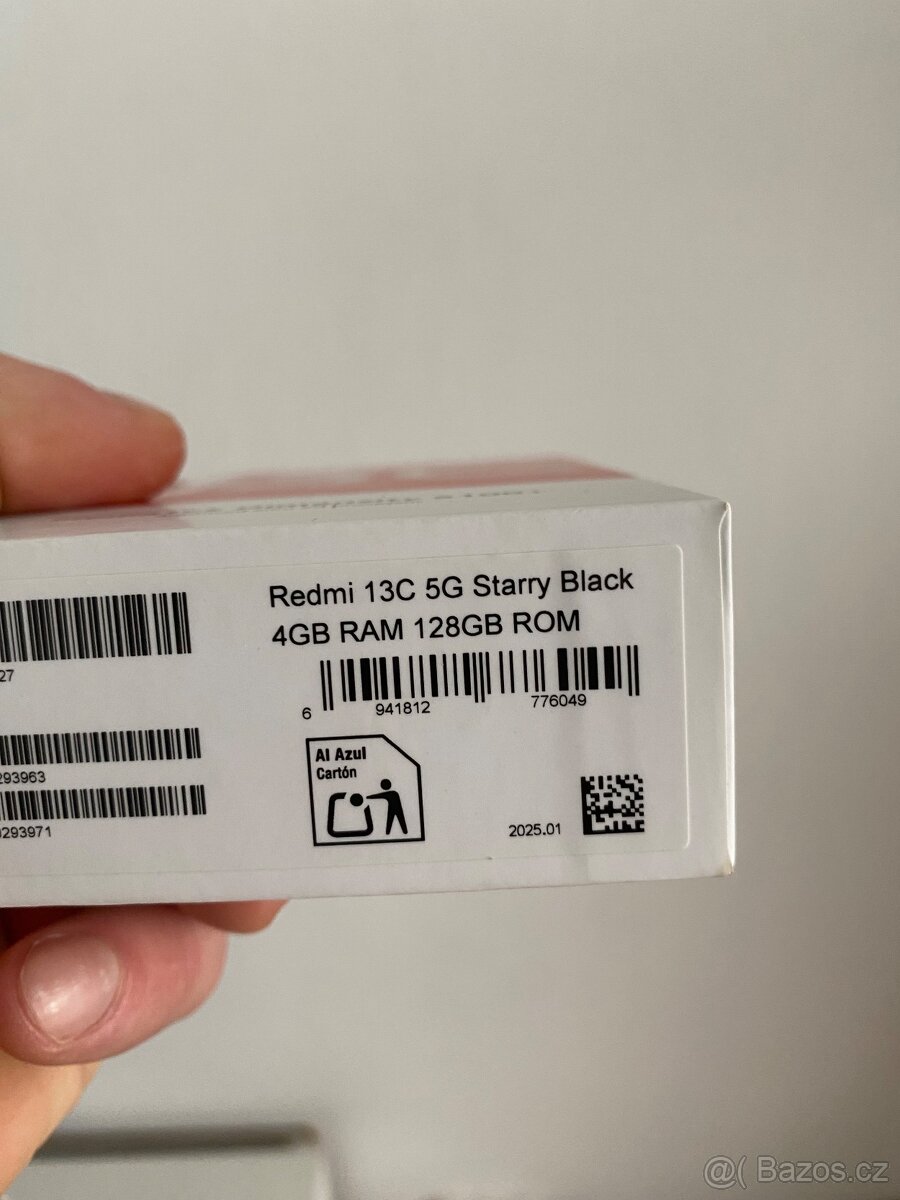 Redmi 13C 5G Starry Black
4GB RAM 128GB ROM
27
6 941812 776049
Al Azul
Cartón
293963
293971
2025.01
@( Bazos.cz